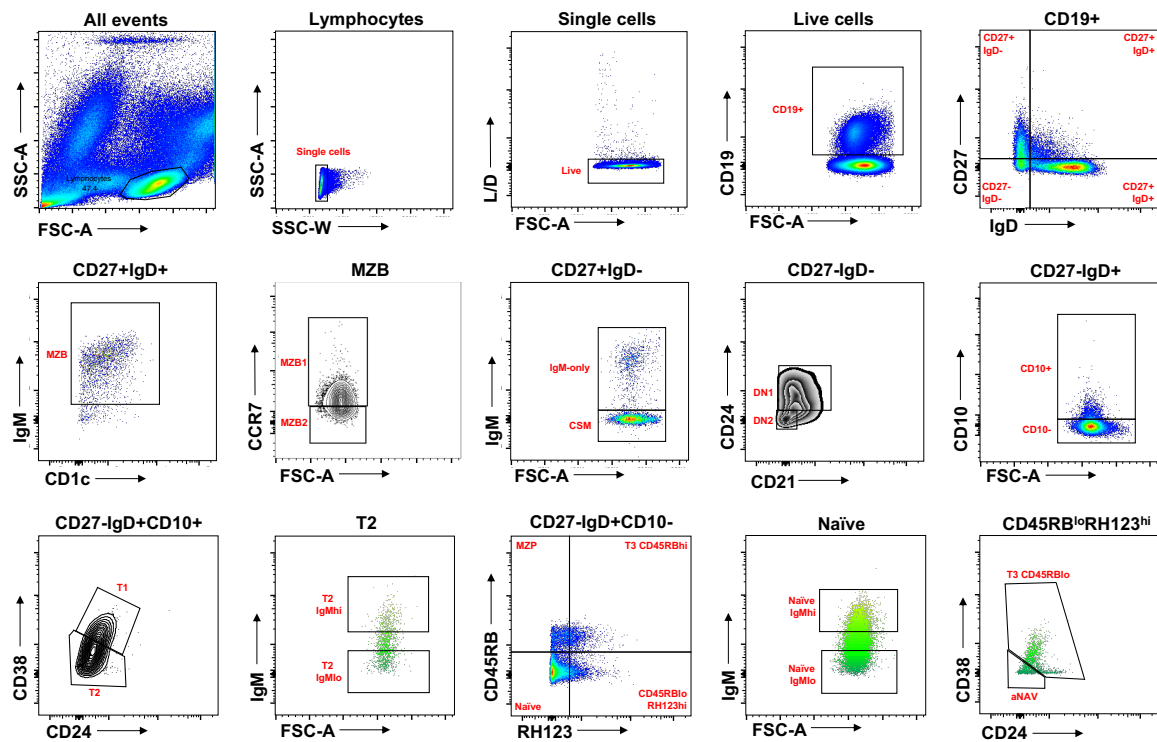 All events
Lymphocytes
Single cells
Live cells
CD19+
SSC-A
Lymphocytes
47.4
FSC-A
SSC-A
Single cells
SSC-W
L/D
Live
FSC-A
CD19
CD19+
FSC-A
CD27
CD27+
IgD-
CD27+
IgD+
CD27-
IgD-
CD27+
IgD+
IgD
CD27+IgD+
MZB
CD27+IgD-
CD27-IgD-
CD27-IgD+
IgM
MZB
CD1c
CCR7
MZB1
MZB2
FSC-A
IgM
IgM-only
CSM
FSC-A
CD24
DN1
DN2
CD21
CD10
CD10+
CD10-
FSC-A
CD27-IgD+CD10+
T2
CD27-IgD+CD10-
Naïve
CD45RBloRH123hi
CD38
T1
T2
CD24
IgM
T2
IgMhi
T2
IgMlo
FSC-A
CD45RB
MZP
T3 CD45RBhi
Naïve
CD45RBlo
RH123hi
RH123
IgM
Naïve
IgMhi
Naïve
IgMlo
FSC-A
CD38
T3 CD45RBlo
aNAV
CD24